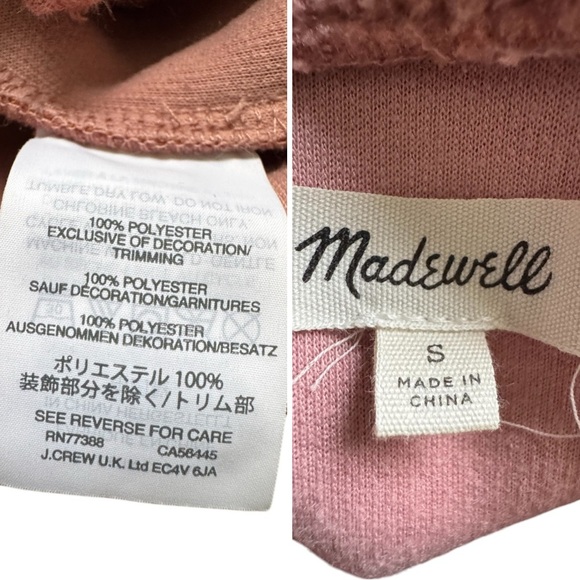 100% POLYESTER
EXCLUSIVE OF DECORATION/
TRIMMING
100% POLYESTER
SAUF DÉCORATION/GARNITURES
100% POLYESTER
AUSGENOMMEN DEKORATION/BESATZ
ポリエステル 100%
装飾部分を除く/トリム部
SEE REVERSE FOR CARE
RN77388 CA56445
J.CREW U.K. Ltd EC4V 6JA
Madewell
S
MADE IN
CHINA